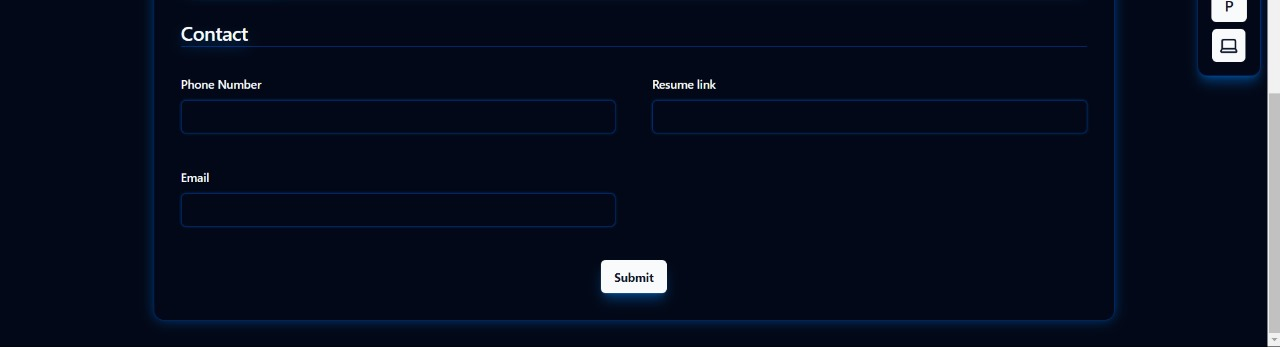 P
Contact
Phone Number
Resume link
Email
Submit